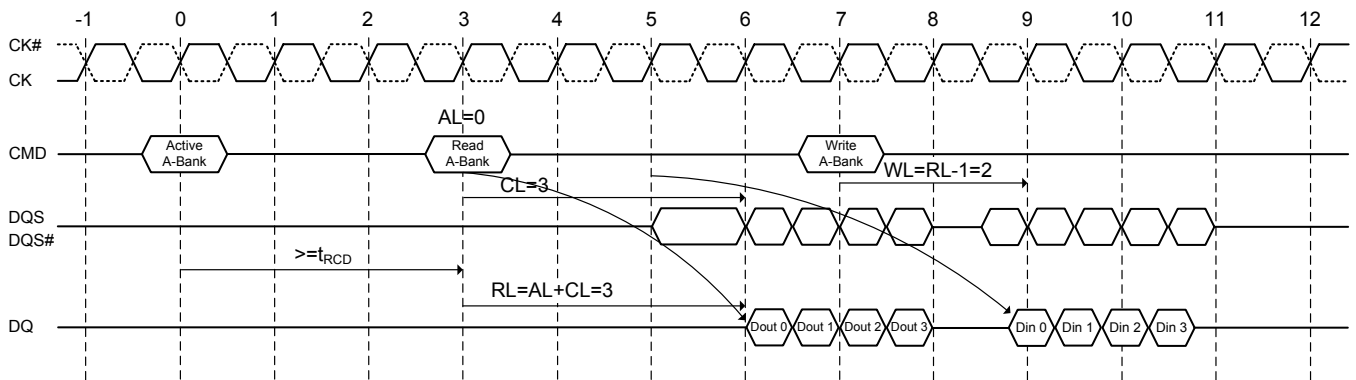 -1 0 1 2 3 4 5 6 7 8 9 10 11 12
CK#
CK
AL=0
CMD
Active
A-Bank
Read
A-Bank
Write
A-Bank
CL=3
WL=RL-1=2
DQS
DQS#
>=tRCD
RL=AL+CL=3
DQ
Dout 0 Dout 1 Dout 2 Dout 3 Din 0 Din 1 Din 2 Din 3